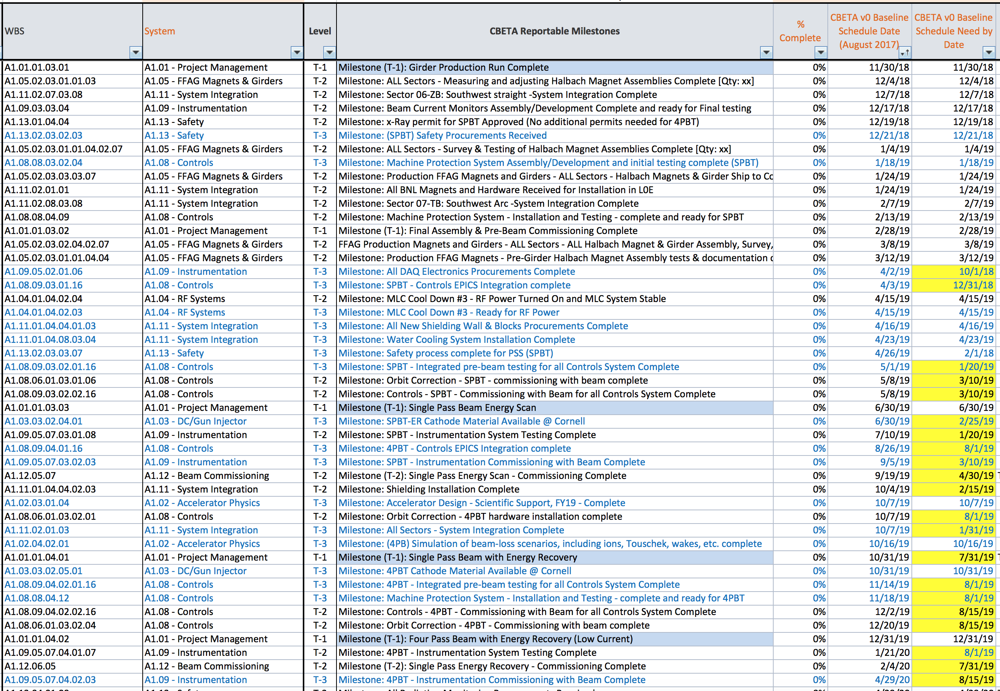 WBS System Level CBETA Reportable Milestones % Complete CBETA v0 Baseline Schedule Date (August 2017) CBETA v0 Baseline Schedule Need by Date
A1.01.01.03.01 A1.01 - Project Management T-1 Milestone (T-1): Girder Production Run Complete 0% 11/30/18 11/30/18
A1.05.02.03.01.01.03 A1.05 - FFAG Magnets & Girders T-2 Milestone: ALL Sectors - Measuring and adjusting Halbach Magnet Assemblies Complete [Qty: xx] 0% 12/4/18 12/4/18
A1.11.02.07.03.08 A1.11 - System Integration T-2 Milestone: Sector 06-ZB: Southwest straight -System Integration Complete 0% 12/7/18 12/7/18
A1.09.03.03.04 A1.09 - Instrumentation T-2 Milestone: Beam Current Monitors Assembly/Development Complete and ready for Final testing 0% 12/17/18 12/17/18
A1.13.01.04.04 A1.13 - Safety T-2 Milestone: x-Ray permit for SPBT Approved (No additional permits needed for 4PBT) 0% 12/19/18 12/19/18
A1.13.02.03.02.03 A1.13 - Safety T-3 Milestone: (SPBT) Safety Procurements Received 0% 12/21/18 12/21/18
A1.05.02.03.01.01.04.02.07 A1.05 - FFAG Magnets & Girders T-2 Milestone: ALL Sectors - Survey & Testing of Halbach Magnet Assemblies Complete [Qty: xx] 0% 1/4/19 1/4/19
A1.08.08.03.02.04 A1.08 - Controls T-3 Milestone: Machine Protection System Assembly/Development and initial testing complete (SPBT) 0% 1/18/19 1/18/19
A1.05.02.03.03.03.07 A1.05 - FFAG Magnets & Girders T-2 Milestone: Production FFAG Magnets and Girders - ALL Sectors - Halbach Magnets & Girder Ship to Co 0% 1/24/19 1/24/19
A1.11.02.01.01 A1.11 - System Integration T-2 Milestone: All BNL Magnets and Hardware Received for Installation in L0E 0% 1/24/19 1/24/19
A1.11.02.08.03.08 A1.11 - System Integration T-2 Milestone: Sector 07-TB: Southwest Arc -System Integration Complete 0% 2/7/19 2/7/19
A1.08.08.04.09 A1.08 - Controls T-2 Milestone: Machine Protection System - Installation and Testing - complete and ready for SPBT 0% 2/13/19 2/13/19
A1.01.01.03.02 A1.01 - Project Management T-1 Milestone (T-1): Final Assembly & Pre-Beam Commissioning Complete 0% 2/28/19 2/28/19
A1.05.02.03.02.04.02.07 A1.05 - FFAG Magnets & Girders T-2 FFAG Production Magnets and Girders - ALL Sectors - ALL Halbach Magnet & Girder Assembly, Survey, 0% 3/8/19 3/8/19
A1.05.02.03.01.01.04.04 A1.05 - FFAG Magnets & Girders T-2 Milestone: Production FFAG Magnets - Pre-Girder Halbach Magnet Assembly tests & documentation 0% 3/12/19 3/12/19
A1.09.05.02.01.06 A1.09 - Instrumentation T-3 Milestone: All DAQ Electronics Procurements Complete 0% 4/2/19 10/1/18
A1.08.09.03.01.16 A1.08 - Controls T-3 Milestone: SPBT - Controls EPICS Integration complete 0% 4/3/19 12/31/18
A1.04.01.04.02.04 A1.04 - RF Systems T-2 Milestone: MLC Cool Down #3 - RF Power Turned On and MLC System Stable 0% 4/15/19 4/15/19
A1.04.01.04.02.03 A1.04 - RF Systems T-3 Milestone: MLC Cool Down #3 - Ready for RF Power 0% 4/15/19 4/15/19
A1.11.01.04.04.01.03 A1.11 - System Integration T-3 Milestone: All New Shielding Wall & Blocks Procurements Complete 0% 4/16/19 4/16/19
A1.11.01.04.08.03.04 A1.11 - System Integration T-3 Milestone: Water Cooling System Installation Complete 0% 4/23/19 4/23/19
A1.13.02.03.03.07 A1.13 - Safety T-3 Milestone: Safety process complete for PSS (SPBT) 0% 4/26/19 2/1/18
A1.08.09.03.02.01.16 A1.08 - Controls T-3 Milestone: SPBT - Integrated pre-beam testing for all Controls System Complete 0% 5/1/19 1/20/19
A1.08.06.01.03.01.06 A1.08 - Controls T-2 Milestone: Orbit Correction - SPBT - commissioning with beam complete 0% 5/8/19 3/10/19
A1.08.09.03.02.02.16 A1.08 - Controls T-2 Milestone: Controls - SPBT - Commissioning with Beam for all Controls System Complete 0% 5/8/19 3/10/19
A1.01.01.03.03 A1.01 - Project Management T-1 Milestone (T-1): Single Pass Beam Energy Scan 0% 6/30/19 6/30/19
A1.03.03.02.04.01 A1.03 - DC/Gun Injector T-3 Milestone: SPBT-ER Cathode Material Available @ Cornell 0% 6/30/19 2/25/19
A1.09.05.07.03.01.08 A1.09 - Instrumentation T-2 Milestone: SPBT - Instrumentation System Testing Complete 0% 7/10/19 1/20/19
A1.08.09.04.01.16 A1.08 - Controls T-3 Milestone: 4PBT - Controls EPICS Integration complete 0% 8/26/19 8/1/19
A1.09.05.07.03.02.03 A1.09 - Instrumentation T-3 Milestone: SPBT - Instrumentation Commissioning with Beam Complete 0% 9/5/19 3/10/19
A1.12.05.07 A1.12 - Beam Commissioning T-2 Milestone (T-2): Single Pass Energy Scan - Commissioning Complete 0% 9/19/19 4/30/19
A1.11.01.04.04.02.03 A1.11 - System Integration T-2 Milestone: Shielding Installation Complete 0% 10/4/19 2/15/19
A1.02.03.01.04 A1.02 - Accelerator Physics T-3 Milestone: Accelerator Design - Scientific Support, FY19 - Complete 0% 10/7/19 10/7/19
A1.08.06.01.03.02.01 A1.08 - Controls T-2 Milestone: Orbit Correction - 4PBT hardware installation complete 0% 10/7/19 8/1/19
A1.11.02.01.03 A1.11 - System Integration T-3 Milestone: All Sectors - System Integration Complete 0% 10/7/19 1/31/19
A1.02.04.02.01 A1.02 - Accelerator Physics T-3 Milestone: (4PB) Simulation of beam-loss scenarios, including ions, Touschek, wakes, etc. complete 0% 10/16/19 10/16/19
A1.01.01.04.01 A1.01 - Project Management T-1 Milestone (T-1): Single Pass Beam with Energy Recovery 0% 10/31/19 7/31/19
A1.03.03.02.05.01 A1.03 - DC/Gun Injector T-3 Milestone: 4PBT Cathode Material Available @ Cornell 0% 10/31/19 10/31/19
A1.08.09.04.02.01.16 A1.08 - Controls T-3 Milestone: 4PBT - Integrated pre-beam testing for all Controls System Complete 0% 11/14/19 8/1/19
A1.08.08.04.12 A1.08 - Controls T-3 Milestone: Machine Protection System - Installation and Testing - complete and ready for 4PBT 0% 11/18/19 8/1/19
A1.08.09.04.02.02.16 A1.08 - Controls T-2 Milestone: Controls - 4PBT - Commissioning with Beam for all Controls System Complete 0% 12/2/19 8/15/19
A1.08.06.01.03.02.04 A1.08 - Controls T-2 Milestone: Orbit Correction - 4PBT - Commissioning with beam complete 0% 12/20/19 8/15/19
A1.01.01.04.02 A1.01 - Project Management T-1 Milestone (T-1): Four Pass Beam with Energy Recovery (Low Current) 0% 12/31/19 12/31/19
A1.09.05.07.04.01.07 A1.09 - Instrumentation T-2 Milestone: 4PBT - Instrumentation System Testing Complete 0% 1/21/20 8/1/19
A1.12.06.05 A1.12 - Beam Commissioning T-2 Milestone (T-2): Single Pass Energy Recovery - Commissioning Complete 0% 2/4/20 7/31/19
A1.09.05.07.04.02.03 A1.09 - Instrumentation T-3 Milestone: 4PBT - Instrumentation Commissioning with Beam Complete 0% 4/29/20 8/15/19